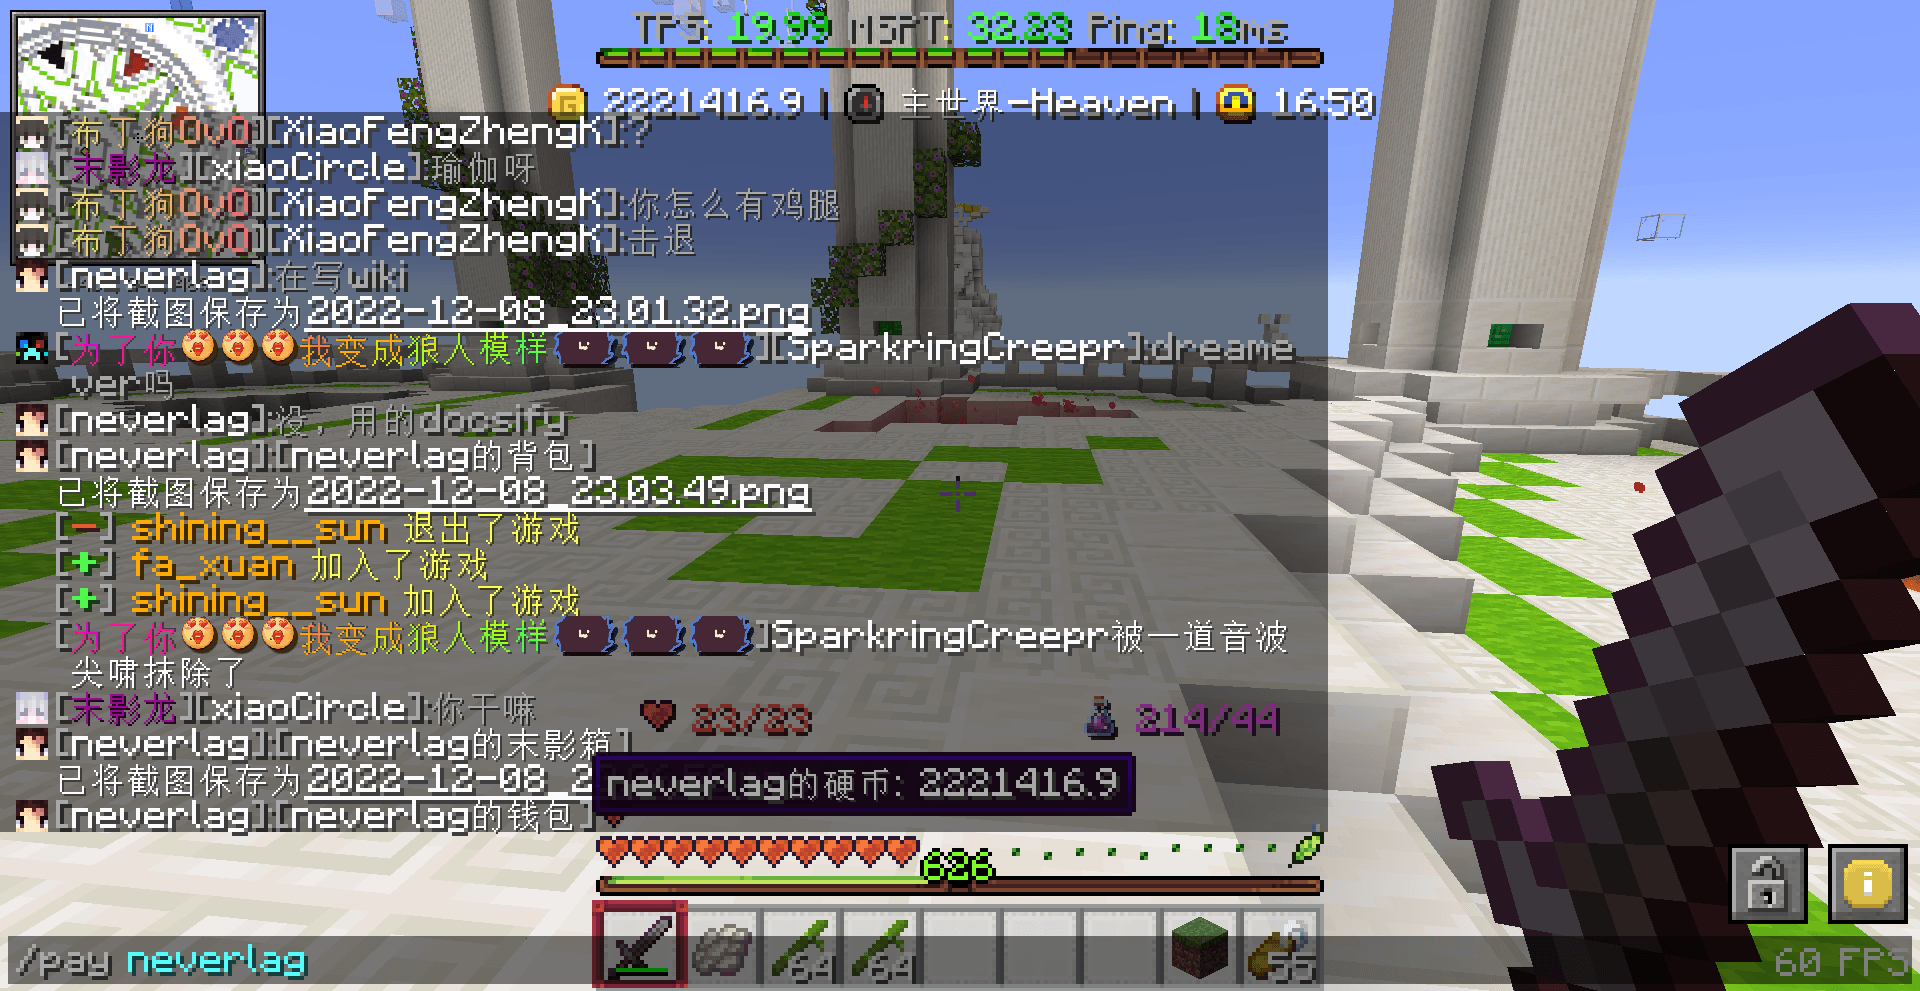 N
TPS: 19.99 MSPT: 32.23 Ping: 18ms
2221416.9 | 主世界-Heaven | 16:50
[布丁狗OvO][XiaoFengZhengK]:?
[末影龙][xiaoCircle]:瑜伽呀
[布丁狗OvO][XiaoFengZhengK]:你怎么有鸡腿
[布丁狗OvO][XiaoFengZhengK]:击退
[neverlag]:在写wiki
已将截图保存为2022-12-08_23.01.32.png
[为了你😍😍😍我变成狼人模样][SparkringCreepr]:dreame
ver吗
[neverlag]:没，用的docsify
[neverlag]:[neverlag的背包]
已将截图保存为2022-12-08_23.03.49.png
[-] shining__sun 退出了游戏
[+] fa_xuan 加入了游戏
[+] shining__sun 加入了游戏
[为了你😍😍😍我变成狼人模样]SparkringCreepr被一道音波
尖啸抹除了
[末影龙][xiaoCircle]:你干嘛
23/23
214/44
[neverlag]:[neverlag的末影箱]
已将截图保存为2022-12-08_2
neverlag的硬币: 2221416.9
[neverlag]:[neverlag的钱包]
626
64
64
55
/pay neverlag
60 FPS